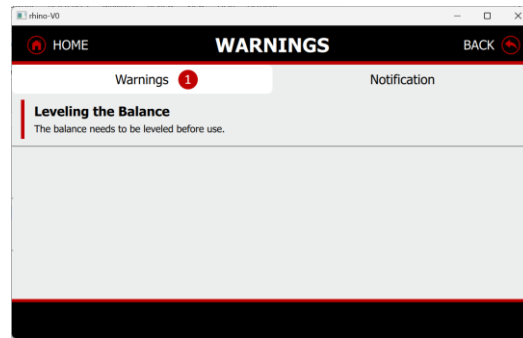 rhino-V0
HOME
WARNINGS
BACK
Warnings 1
Notification
Leveling the Balance
The balance needs to be leveled before use.